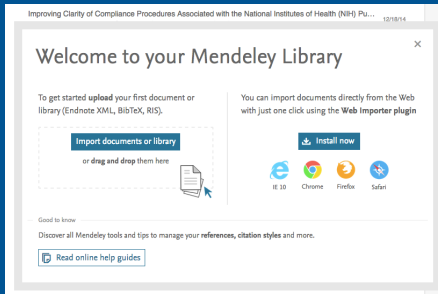 Improving Clarity of Compliance Procedures Associated with the National Institutes of Health (NIH) Pu...
12/18/14
×
Welcome to your Mendeley Library
To get started upload your first document or
library (Endnote XML, BibTeX, RIS).
Import documents or library
or drag and drop them here
You can import documents directly from the Web
with just one click using the Web Importer plugin
Install now
IE 10 Chrome Firefox Safari
Good to know
Discover all Mendeley tools and tips to manage your references, citation styles and more.
Read online help guides